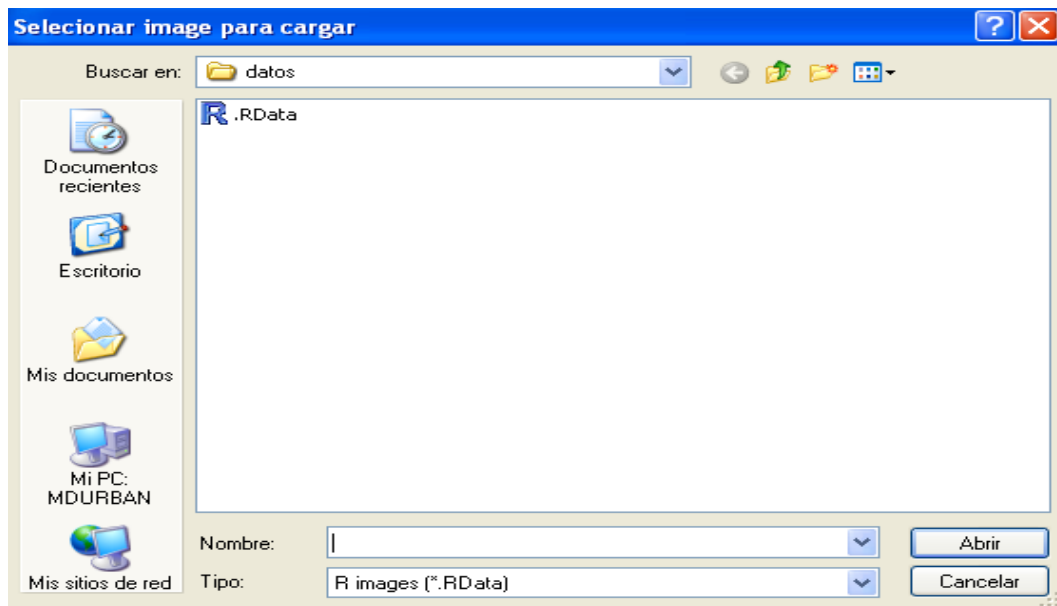 Selecionar image para cargar
Buscar en:
datos
.RData
Documentos
recientes
Escritorio
Mis documentos
Mi PC:
MDURBAN
Mis sitios de red
Nombre:
Abrir
Tipo:
R images (*.RData)
Cancelar